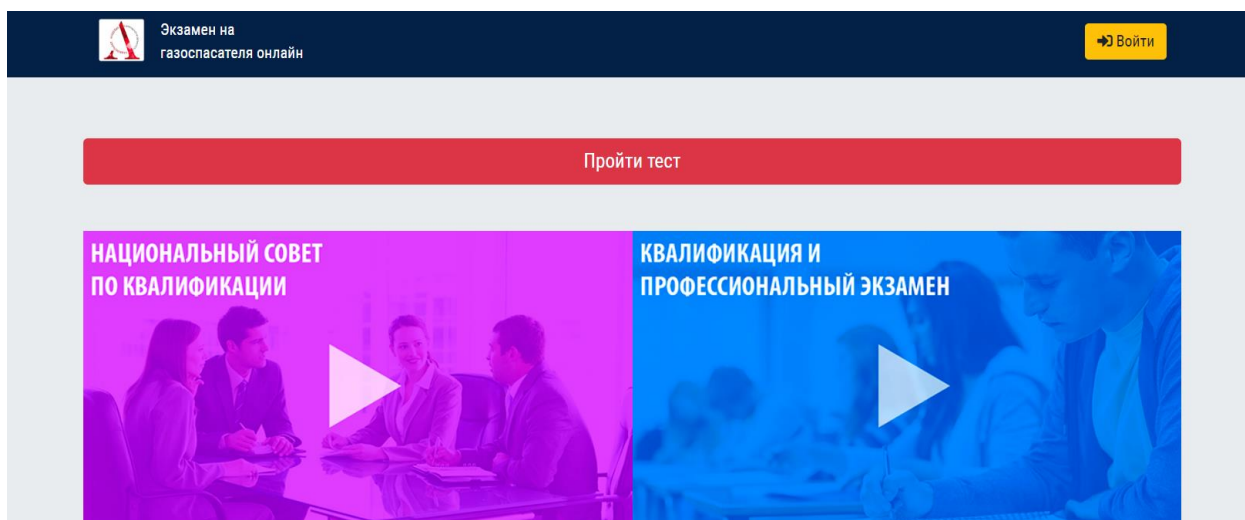 Экзамен на
газоспасателя онлайн
Войти
Пройти тест
НАЦИОНАЛЬНЫЙ СОВЕТ
ПО КВАЛИФИКАЦИИ
КВАЛИФИКАЦИЯ И
ПРОФЕССИОНАЛЬНЫЙ ЭКЗАМЕН